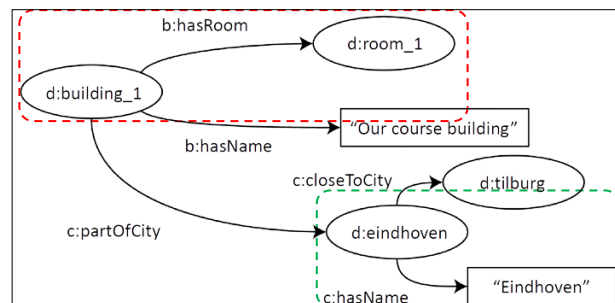 b:hasRoom
d:room_1
d:building_1
"Our course building"
b:hasName
c:closeToCity
d:tilburg
c:partOfCity
d:eindhoven
"Eindhoven"
c:hasName